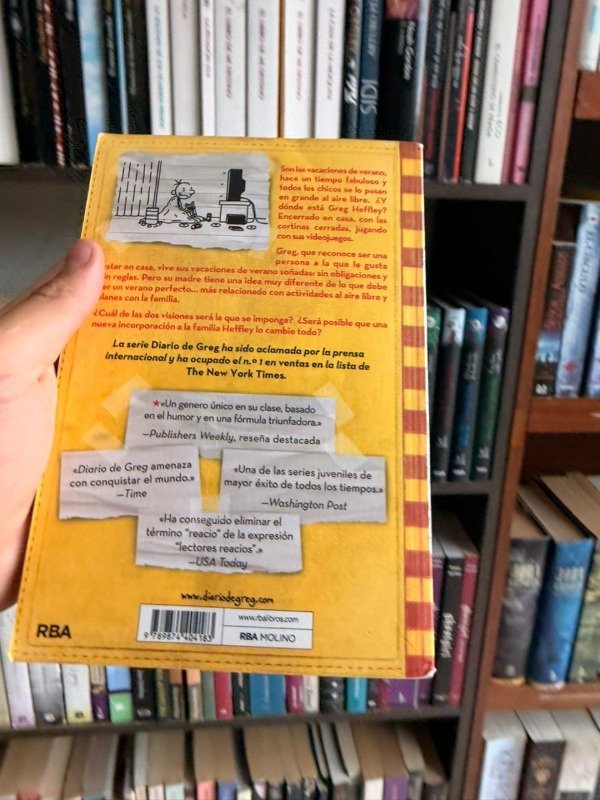 Son las vacaciones de verano,
hace un tiempo fabuloso y
todos los chicos se lo pasan
en grande al aire libre. ¿Y
dónde está Greg Heffley?
Encerrado en casa, con las
cortinas cerradas, jugando
con sus videojuegos.
Greg, que reconoce ser una
persona a la que le gusta
estar en casa, vive sus vacaciones de verano soñadas: sin obligaciones y
sin reglas. Pero su madre tiene una idea muy diferente de lo que debe
ser un verano perfecto... más relacionado con actividades al aire libre y
planes con la familia.
¿Cuál de las dos visiones será la que se imponga? ¿Será posible que una
nueva incorporación a la familia Heffley lo cambie todo?
La serie Diario de Greg ha sido aclamada por la prensa
internacional y ha ocupado el n.º 1 en ventas en la lista de
The New York Times.
★«Un genero único en su clase, basado
en el humor y en una fórmula triunfadora.»
—Publishers Weekly, reseña destacada
«Diario de Greg amenaza
con conquistar el mundo.»
—Time
«Una de las series juveniles de
mayor éxito de todos los tiempos.»
—Washington Post
«Ha conseguido eliminar el
término "reacio" de la expresión
"lectores reacios".»
—USA Today
www.diariodegreg.com
RBA
9 789874 404183
www.rbalibros.com
RBA MOLINO